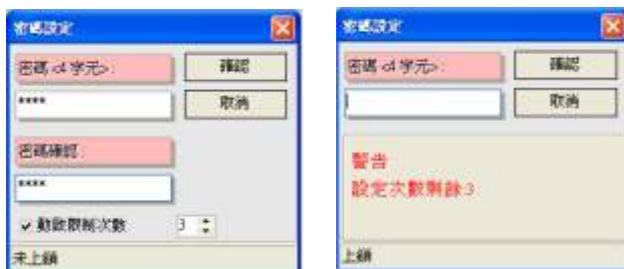 密碼設定
密碼 <4 字元>:
確認
****
取消
密碼確認:
****
動啟限制次數
3
未上鎖
密碼設定
密碼 <4 字元>:
確認
取消
警告
設定次數剩餘:3
上鎖